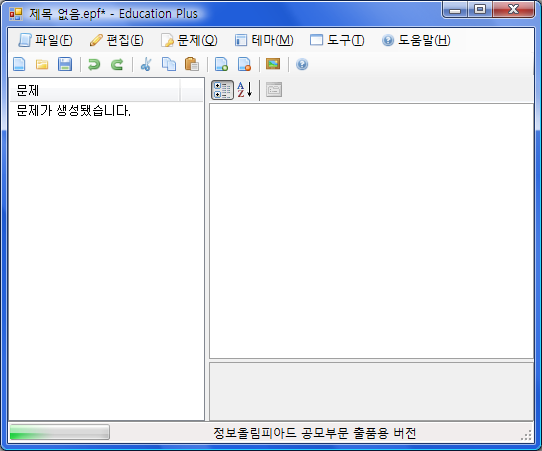 제목 없음.epf* - Education Plus
파일(F) 편집(E) 문제(Q) 테마(M) 도구(T) 도움말(H)
문제
문제가 생성됐습니다.
정보올림피아드 공모부문 출품용 버전